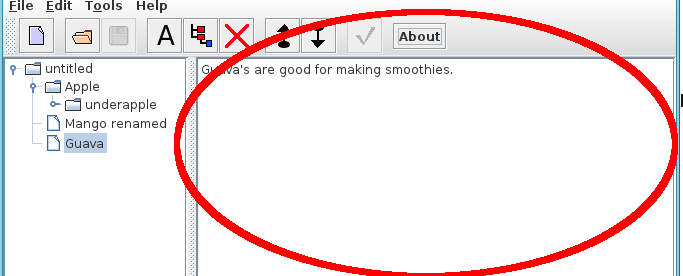 File Edit Tools Help
A About
untitled
Guava's are good for making smoothies.
Apple
underapple
Mango renamed
Guava